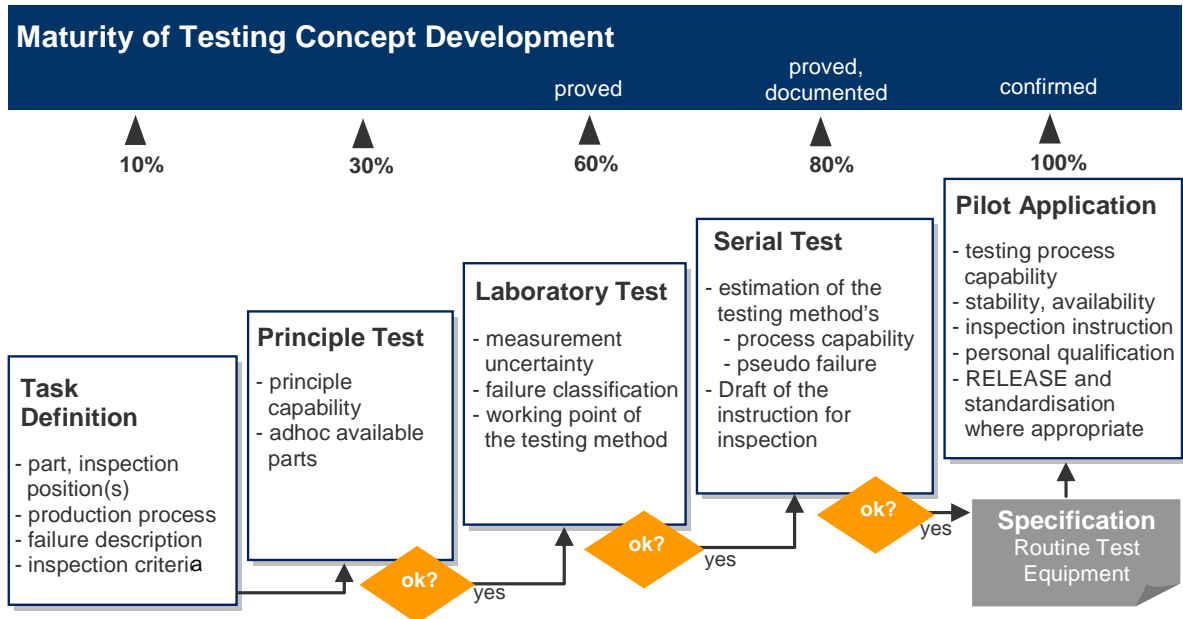 Maturity of Testing Concept Development
proved
proved,
documented
confirmed
10%
30%
60%
80%
100%
Task
Definition
- part, inspection
position(s)
- production process
- failure description
- inspection criteria
Principle Test
- principle
capability
- adhoc available
parts
ok?
yes
Laboratory Test
- measurement
uncertainty
- failure classification
- working point of
the testing method
ok?
yes
Serial Test
- estimation of the
testing method's
- process capability
- pseudo failure
- Draft of the
instruction for
inspection
ok?
yes
Pilot Application
- testing process
capability
- stability, availability
- inspection instruction
- personal qualification
- RELEASE and
standardisation
where appropriate
Specification
Routine Test
Equipment